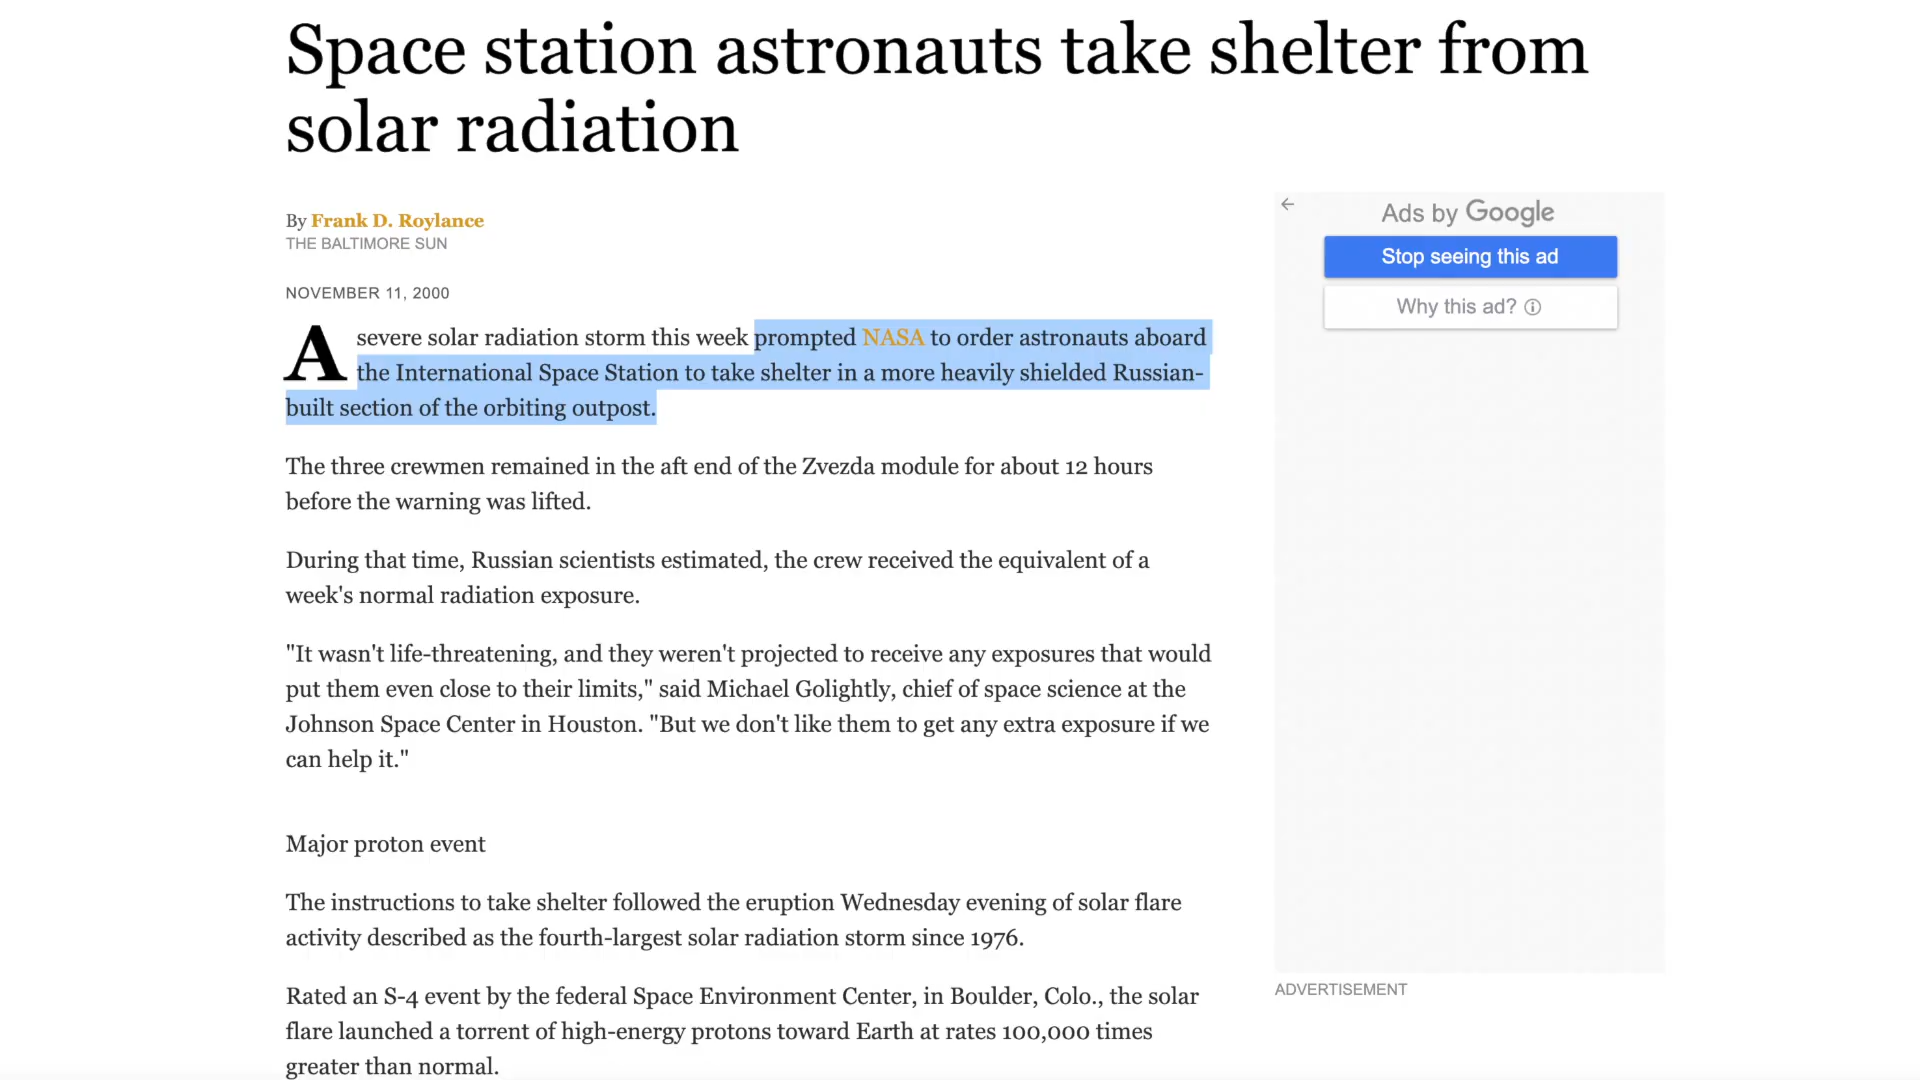 Space station astronauts take shelter from
solar radiation
By Frank D. Roylance
THE BALTIMORE SUN
NOVEMBER 11, 2000
A severe solar radiation storm this week prompted NASA to order astronauts aboard
the International Space Station to take shelter in a more heavily shielded Russian-
built section of the orbiting outpost.
The three crewmen remained in the aft end of the Zvezda module for about 12 hours
before the warning was lifted.
During that time, Russian scientists estimated, the crew received the equivalent of a
week's normal radiation exposure.
"It wasn't life-threatening, and they weren't projected to receive any exposures that would
put them even close to their limits," said Michael Golightly, chief of space science at the
Johnson Space Center in Houston. "But we don't like them to get any extra exposure if we
can help it."
Major proton event
The instructions to take shelter followed the eruption Wednesday evening of solar flare
activity described as the fourth-largest solar radiation storm since 1976.
Rated an S-4 event by the federal Space Environment Center, in Boulder, Colo., the solar
flare launched a torrent of high-energy protons toward Earth at rates 100,000 times
greater than normal.
Ads by Google
Stop seeing this ad
Why this ad?
ADVERTISEMENT